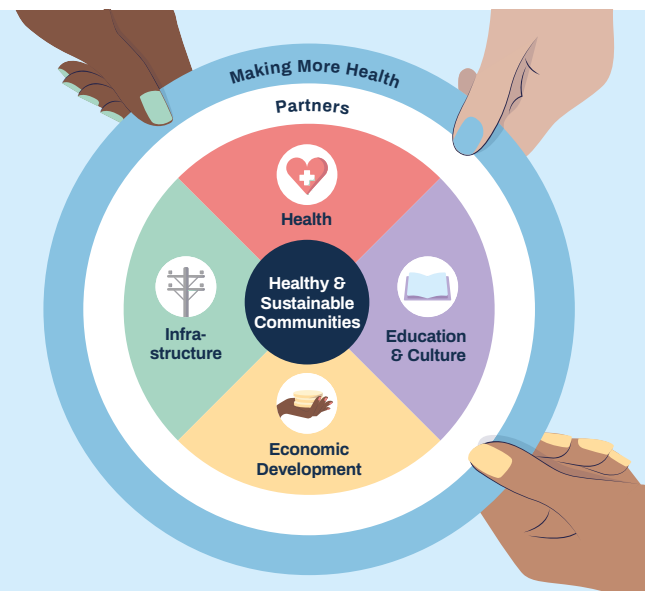 Making More Health
Partners
Health
Healthy &
Sustainable
Communities
Infra-
structure
Education
& Culture
Economic
Development